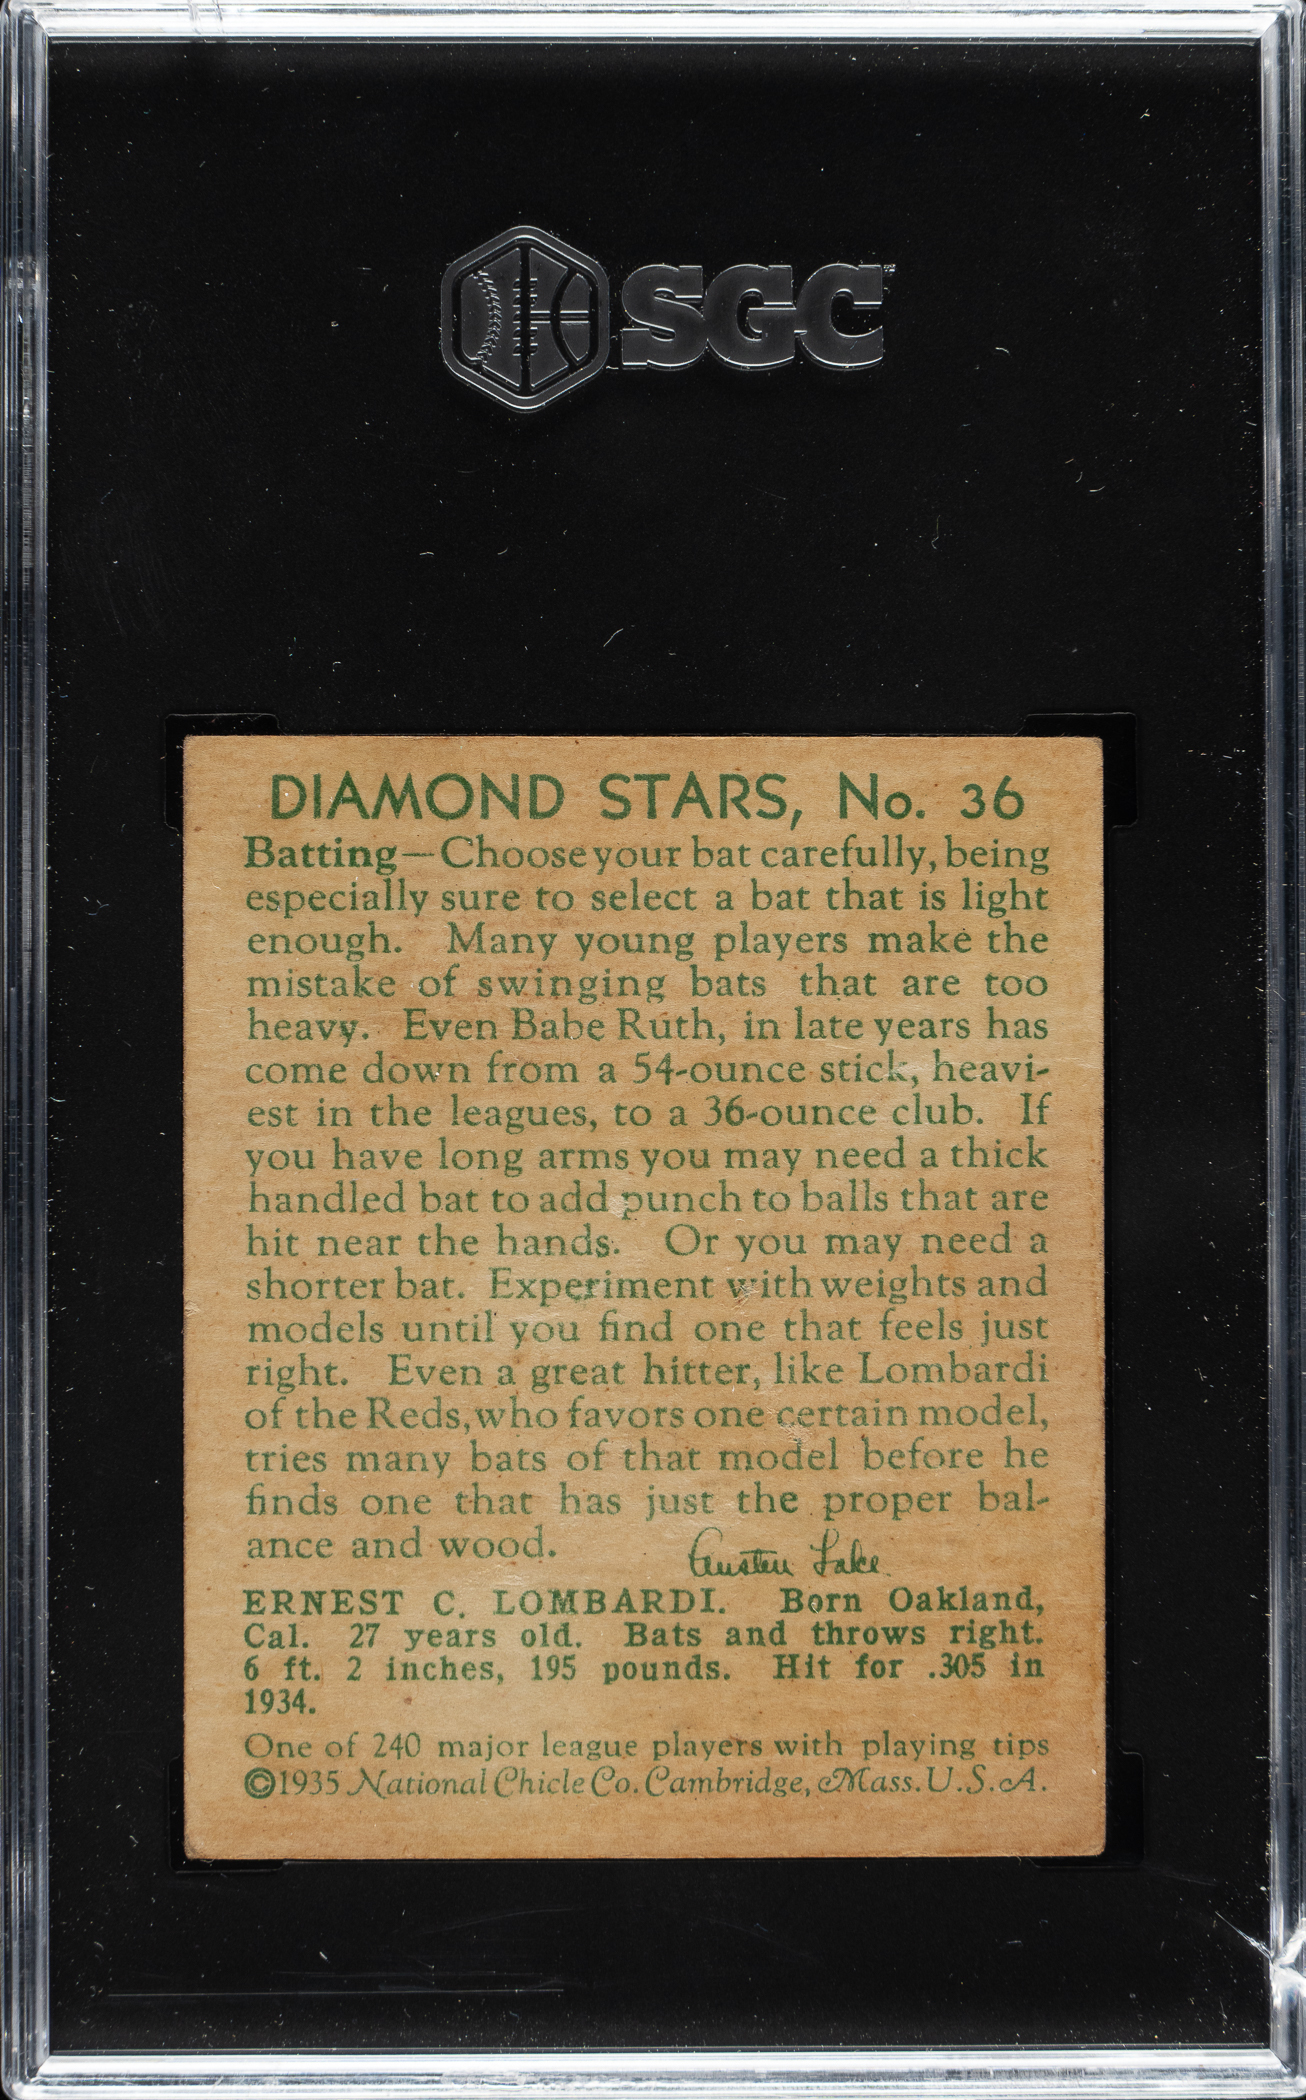 SGC
DIAMOND STARS, No. 36
Batting—Choose your bat carefully, being
especially sure to select a bat that is light
enough. Many young players make the
mistake of swinging bats that are too
heavy. Even Babe Ruth, in late years has
come down from a 54-ounce stick, heavi-
est in the leagues, to a 36-ounce club. If
you have long arms you may need a thick
handled bat to add punch to balls that are
hit near the hands. Or you may need a
shorter bat. Experiment with weights and
models until you find one that feels just
right. Even a great hitter, like Lombardi
of the Reds, who favors one certain model,
tries many bats of that model before he
finds one that has just the proper bal-
ance and wood.
Austen Lake
ERNEST C. LOMBARDI. Born Oakland,
Cal. 27 years old. Bats and throws right.
6 ft. 2 inches, 195 pounds. Hit for .305 in
1934.
One of 240 major league players with playing tips
©1935 National Chicle Co. Cambridge, Mass. U.S.A.